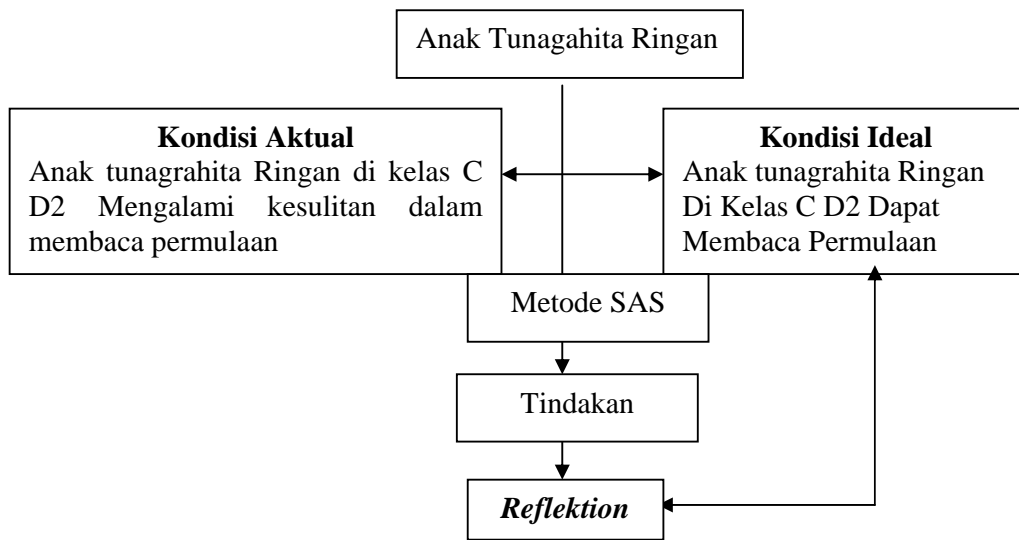 Anak Tunagahita Ringan
Kondisi Aktual
Anak tunagrahita Ringan di kelas C
D2 Mengalami kesulitan dalam
membaca permulaan
Kondisi Ideal
Anak tunagrahita Ringan
Di Kelas C D2 Dapat
Membaca Permulaan
Metode SAS
Tindakan
Reflektion